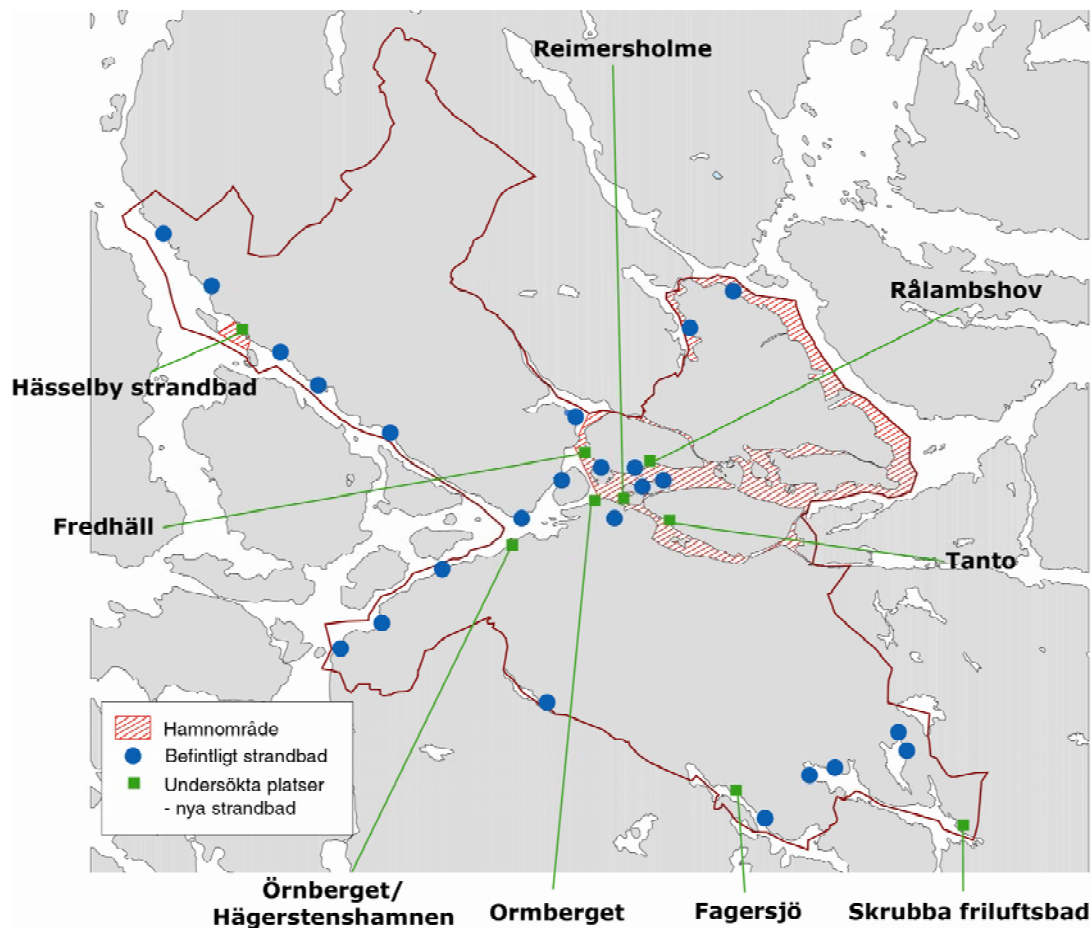 Reimersholme
Rålambshov
Hässelby strandbad
Fredhäll
Tanto
Hamnområde
Befintligt strandbad
Undersökta platser
- nya strandbad
Örnberget/
Hägerstenshamnen
Ormberget
Fagersjö
Skrubba friluftsbad